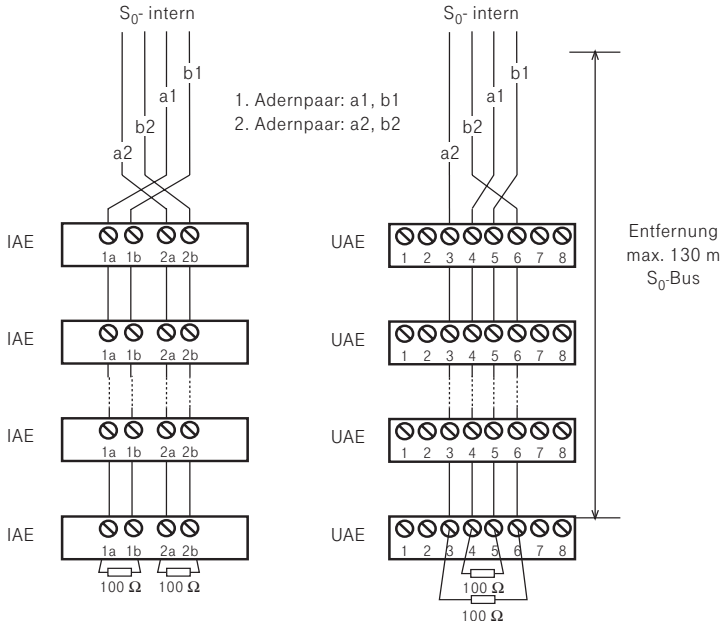 S0- intern
a2
b2
a1
b1
1. Adernpaar: a1, b1
2. Adernpaar: a2, b2
S0- intern
a2
b2
a1
b1
IAE
1a 1b 2a 2b
IAE
1a 1b 2a 2b
IAE
1a 1b 2a 2b
IAE
1a 1b 2a 2b
100 Ω 100 Ω
UAE
1 2 3 4 5 6 7 8
UAE
1 2 3 4 5 6 7 8
UAE
1 2 3 4 5 6 7 8
UAE
1 2 3 4 5 6 7 8
100 Ω
100 Ω
Entfernung
max. 130 m
S0-Bus